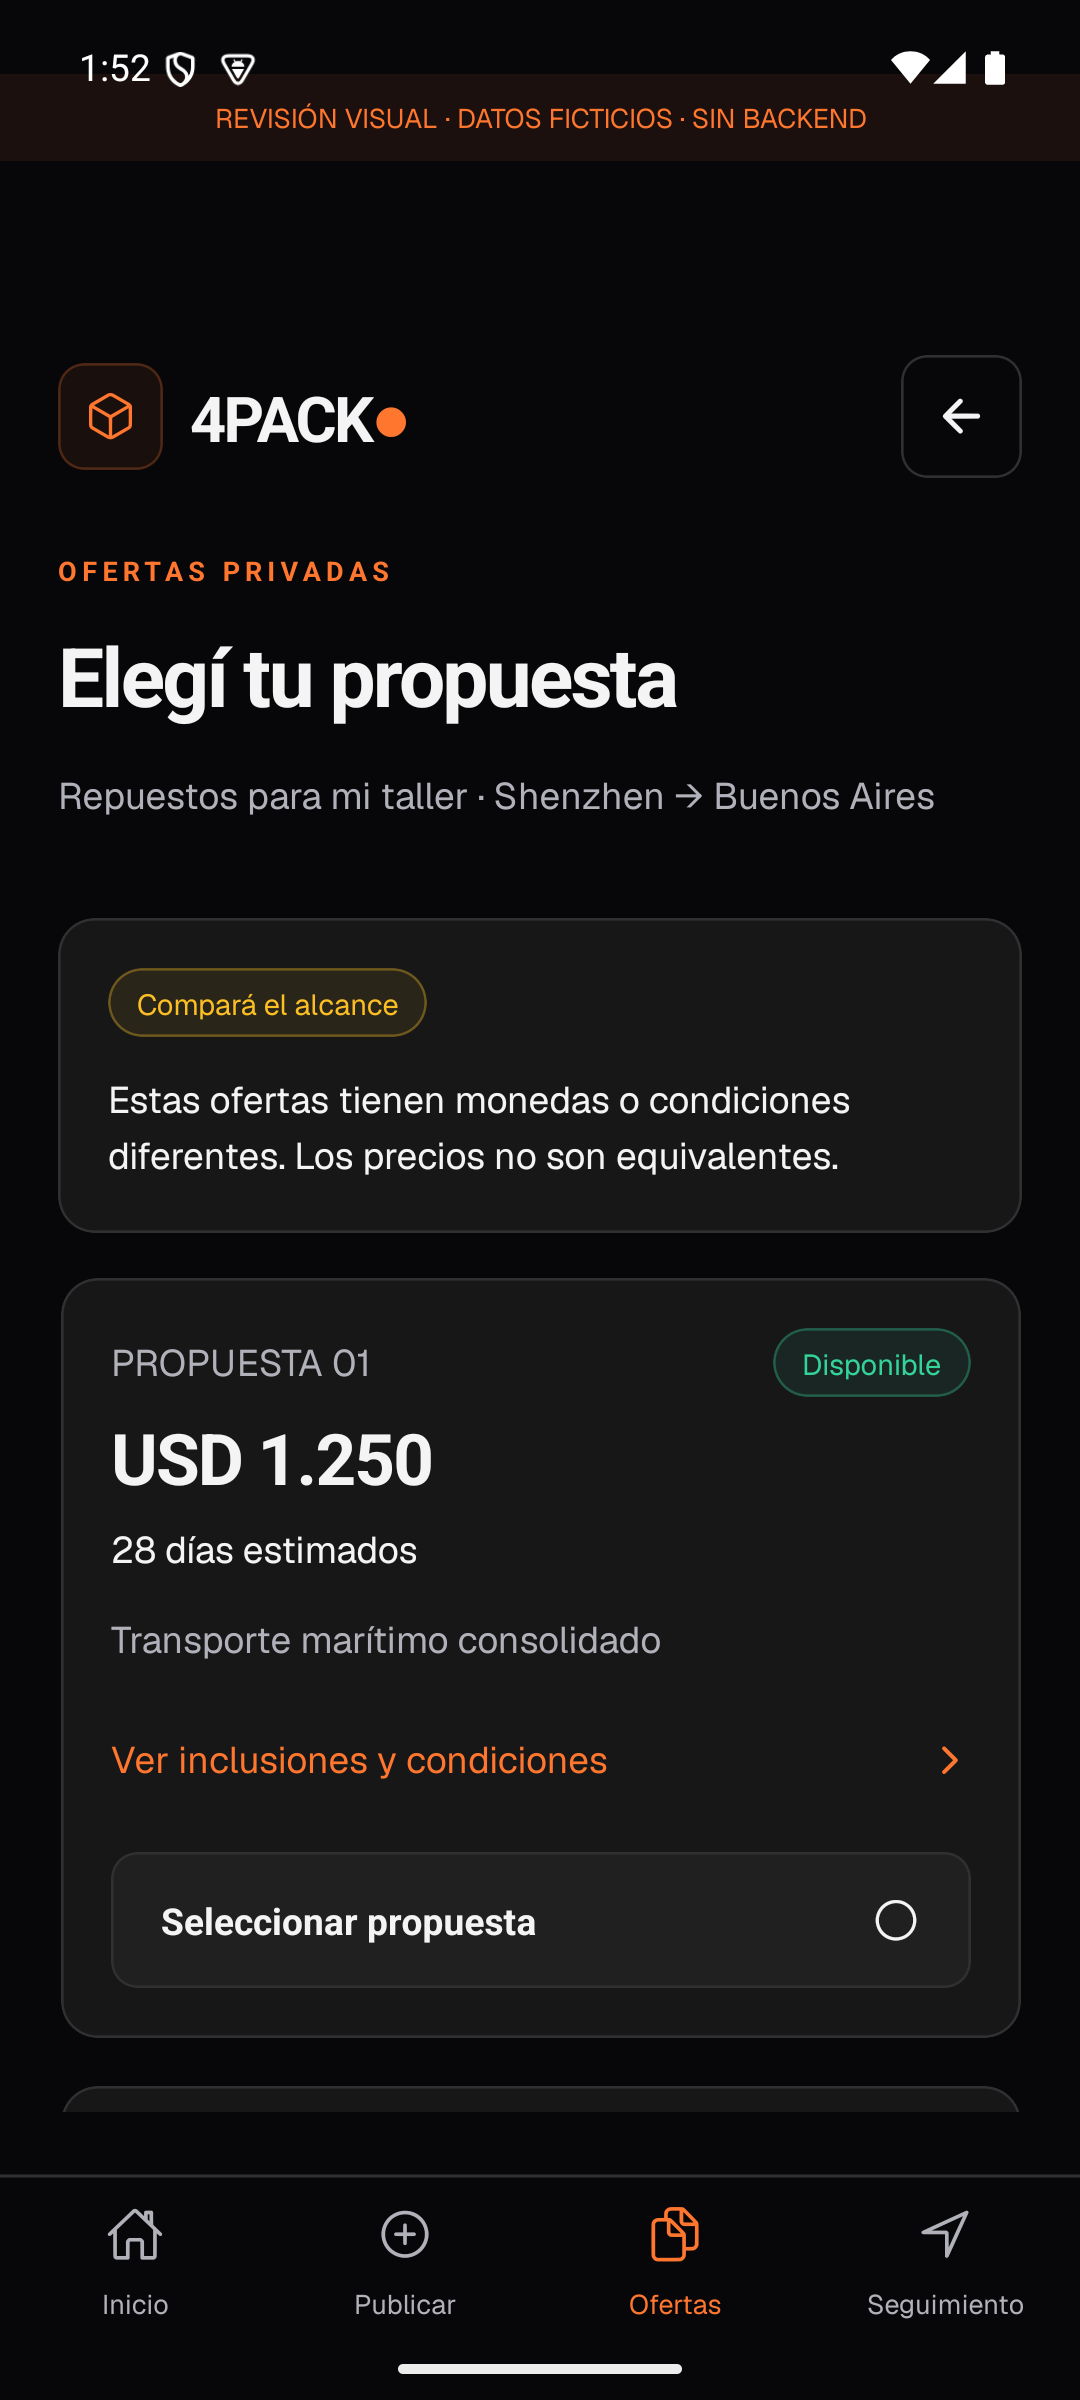 1:52
REVISIÓN VISUAL · DATOS FICTICIOS · SIN BACKEND
4PACK
OFERTAS PRIVADAS
Elegí tu propuesta
Repuestos para mi taller · Shenzhen → Buenos Aires
Compará el alcance
Estas ofertas tienen monedas o condiciones
diferentes. Los precios no son equivalentes.
PROPUESTA 01
Disponible
USD 1.250
28 días estimados
Transporte marítimo consolidado
Ver inclusiones y condiciones
Seleccionar propuesta
Inicio
Publicar
Ofertas
Seguimiento